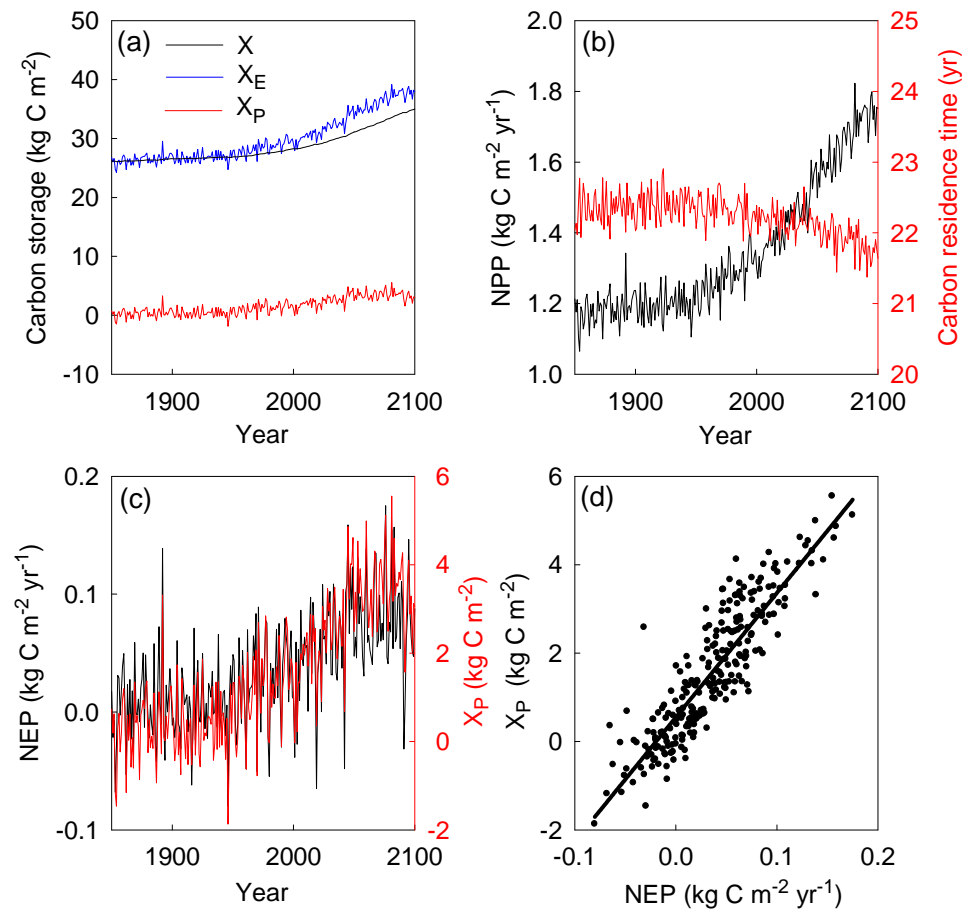 (a)
X
X_E
X_P
Carbon storage (kg C m-2)
50
40
30
20
10
0
-10
1900
2000
2100
Year
(b)
NPP (kg C m-2 yr-1)
2.0
1.8
1.6
1.4
1.2
1.0
25
24
23
22
21
20
Carbon residence time (yr)
1900
2000
2100
Year
(c)
NEP (kg C m-2 yr-1)
0.2
0.1
0.0
-0.1
6
4
2
0
-2
X_P (kg C m-2)
1900
2000
2100
Year
(d)
X_P (kg C m-2)
6
4
2
0
-2
-0.1
0.0
0.1
0.2
NEP (kg C m-2 yr-1)